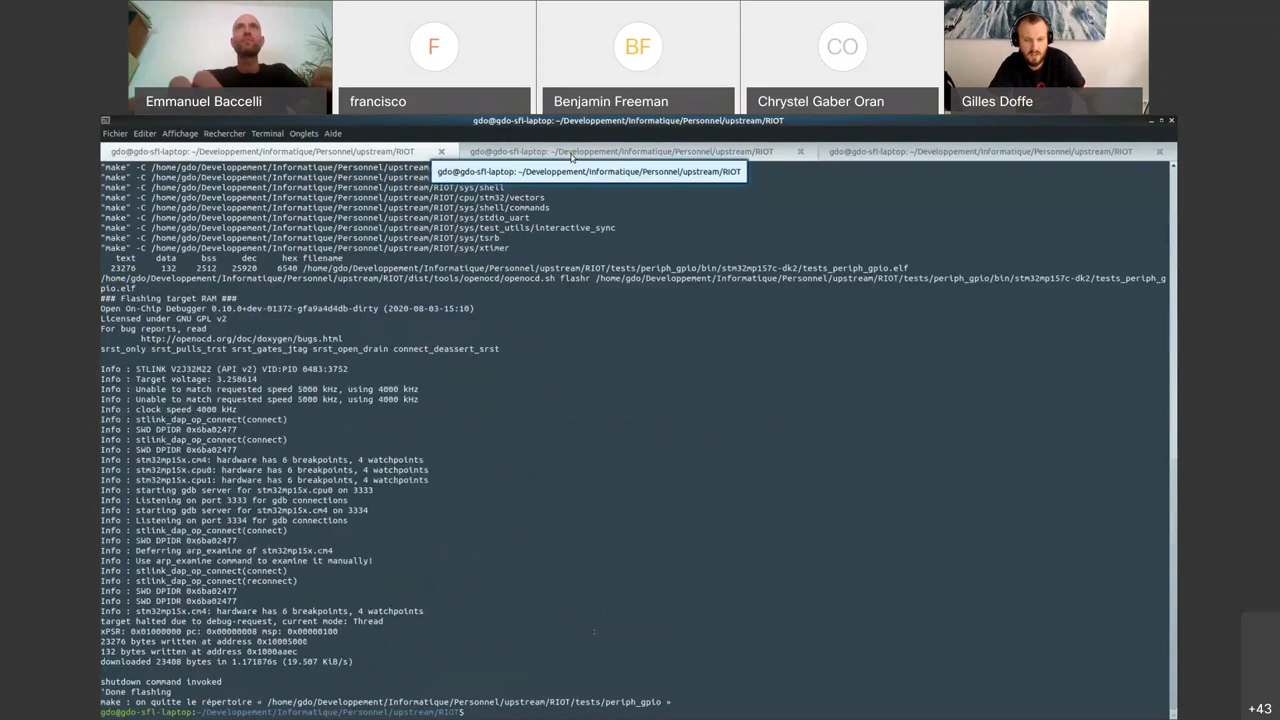 F
BF
CO
Emmanuel Baccelli
francisco
Benjamin Freeman
Chrystel Gaber Oran
Gilles Doffe
gdo@gdo-sfl-laptop: ~/Developpement/Informatique/Personnel/upstream/RIOT
Fichier Editer Affichage Rechercher Terminal Onglets Aide
gdo@gdo-sfl-laptop: ~/Developpement/Informatique/Personnel/upstream/RIOT
gdo@gdo-sfl-laptop: ~/Developpement/Informatique/Personnel/upstream/RIOT
gdo@gdo-sfl-laptop: ~/Developpement/Informatique/Personnel/upstream/RIOT
gdo@gdo-sfl-laptop: ~/Developpement/Informatique/Personnel/upstream/RIOT
"make" -C /home/gdo/Developpement/Informatique/Personnel/upstream
"make" -C /home/gdo/Developpement/Informatique/Personnel/upstream
"make" -C /home/gdo/Developpement/Informatique/Personnel/upstream/RIOT/sys/shell
"make" -C /home/gdo/Developpement/Informatique/Personnel/upstream/RIOT/cpu/stm32/vectors
"make" -C /home/gdo/Developpement/Informatique/Personnel/upstream/RIOT/sys/shell/commands
"make" -C /home/gdo/Developpement/Informatique/Personnel/upstream/RIOT/sys/stdio_uart
"make" -C /home/gdo/Developpement/Informatique/Personnel/upstream/RIOT/sys/test_utils/interactive_sync
"make" -C /home/gdo/Developpement/Informatique/Personnel/upstream/RIOT/sys/tsrb
"make" -C /home/gdo/Developpement/Informatique/Personnel/upstream/RIOT/sys/xtimer
text data bss dec hex filename
23276 132 2512 25920 6540 /home/gdo/Developpement/Informatique/Personnel/upstream/RIOT/tests/periph_gpio/bin/stm32mp157c-dk2/tests_periph_gpio.elf
/home/gdo/Developpement/Informatique/Personnel/upstream/RIOT/dist/tools/openocd/openocd.sh flashr /home/gdo/Developpement/Informatique/Personnel/upstream/RIOT/tests/periph_gpio/bin/stm32mp157c-dk2/tests_periph_g
pio.elf
### Flashing target RAM ###
Open On-Chip Debugger 0.10.0+dev-01372-gfa9a4d4db-dirty (2020-08-03-15:10)
Licensed under GNU GPL v2
For bug reports, read
http://openocd.org/doc/doxygen/bugs.html
srst_only srst_pulls_trst srst_gates_jtag srst_open_drain connect_deassert_srst
Info : STLINK V2J32M22 (API v2) VID:PID 0483:3752
Info : Target voltage: 3.258614
Info : Unable to match requested speed 5000 kHz, using 4000 kHz
Info : Unable to match requested speed 5000 kHz, using 4000 kHz
Info : clock speed 4000 kHz
Info : stlink_dap_op_connect(connect)
Info : SWD DPIDR 0x6ba02477
Info : stlink_dap_op_connect(connect)
Info : SWD DPIDR 0x6ba02477
Info : stm32mp15x.cm4: hardware has 6 breakpoints, 4 watchpoints
Info : stm32mp15x.cpu0: hardware has 6 breakpoints, 4 watchpoints
Info : stm32mp15x.cpu1: hardware has 6 breakpoints, 4 watchpoints
Info : starting gdb server for stm32mp15x.cpu0 on 3333
Info : Listening on port 3333 for gdb connections
Info : starting gdb server for stm32mp15x.cm4 on 3334
Info : Listening on port 3334 for gdb connections
Info : stlink_dap_op_connect(connect)
Info : SWD DPIDR 0x6ba02477
Info : Deferring arp_examine of stm32mp15x.cm4
Info : Use arp_examine command to examine it manually!
Info : stlink_dap_op_connect(connect)
Info : stlink_dap_op_connect(reconnect)
Info : SWD DPIDR 0x6ba02477
Info : SWD DPIDR 0x6ba02477
Info : stm32mp15x.cm4: hardware has 6 breakpoints, 4 watchpoints
target halted due to debug-request, current mode: Thread
xPSR: 0x01000000 pc: 0x00000008 msp: 0x00000100
23276 bytes written at address 0x10005000
132 bytes written at address 0x1000aaec
downloaded 23408 bytes in 1.171876s (19.507 KiB/s)
shutdown command invoked
'Done flashing
make : on quitte le répertoire « /home/gdo/Developpement/Informatique/Personnel/upstream/RIOT/tests/periph_gpio »
gdo@gdo-sfl-laptop:~/Developpement/Informatique/Personnel/upstream/RIOT$
+43